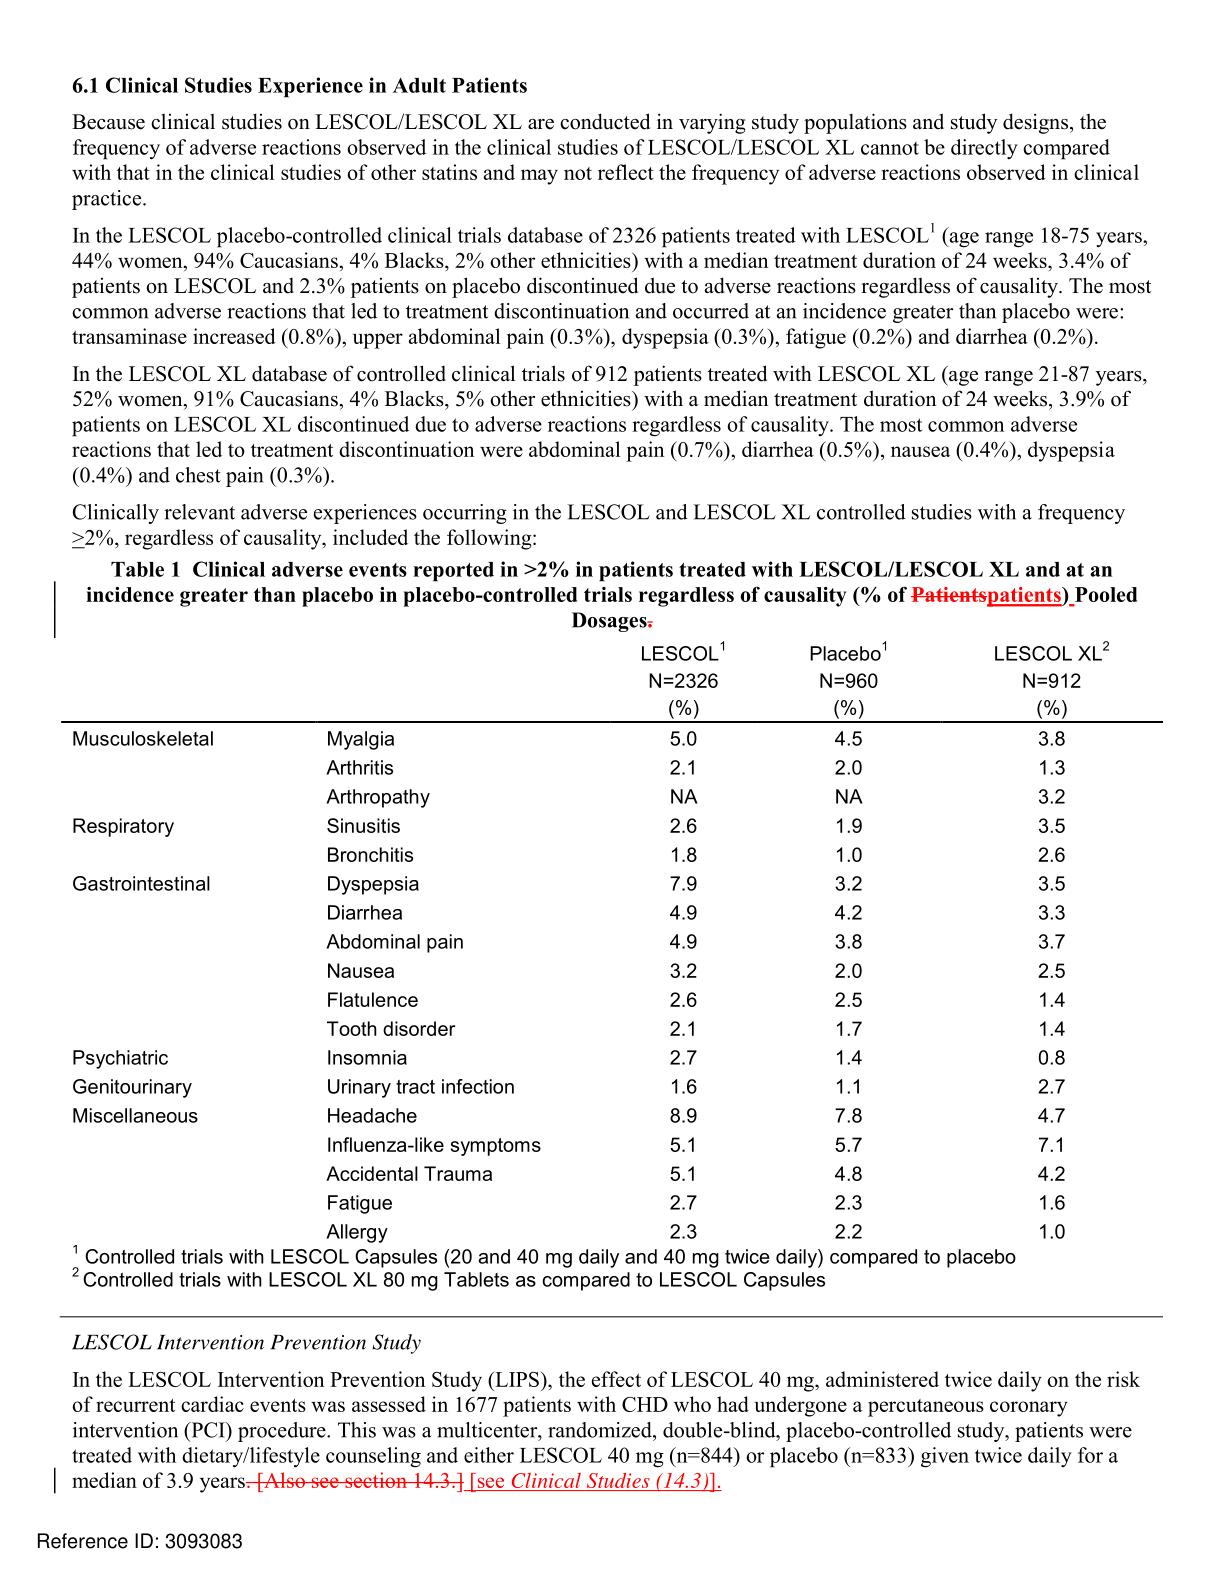 6.1 Clinical Studies Experience in Adult Patients
Because clinical studies on LESCOL/LESCOL XL are conducted in varying study populations and study designs, the
frequency of adverse reactions observed in the clinical studies of LESCOL/LESCOL XL cannot be directly compared
with that in the clinical studies of other statins and may not reflect the frequency of adverse reactions observed in clinical
practice.
In the LESCOL placebo-controlled clinical trials database of 2326 patients treated with LESCOL1 (age range 18-75 years,
44% women, 94% Caucasians, 4% Blacks, 2% other ethnicities) with a median treatment duration of 24 weeks, 3.4% of
patients on LESCOL and 2.3% patients on placebo discontinued due to adverse reactions regardless of causality. The most
common adverse reactions that led to treatment discontinuation and occurred at an incidence greater than placebo were:
transaminase increased (0.8%), upper abdominal pain (0.3%), dyspepsia (0.3%), fatigue (0.2%) and diarrhea (0.2%).
In the LESCOL XL database of controlled clinical trials of 912 patients treated with LESCOL XL (age range 21-87 years,
52% women, 91% Caucasians, 4% Blacks, 5% other ethnicities) with a median treatment duration of 24 weeks, 3.9% of
patients on LESCOL XL discontinued due to adverse reactions regardless of causality. The most common adverse
reactions that led to treatment discontinuation were abdominal pain (0.7%), diarrhea (0.5%), nausea (0.4%), dyspepsia
(0.4%) and chest pain (0.3%).
Clinically relevant adverse experiences occurring in the LESCOL and LESCOL XL controlled studies with a frequency
>2%, regardless of causality, included the following:
Table 1 Clinical adverse events reported in >2% in patients treated with LESCOL/LESCOL XL and at an
incidence greater than placebo in placebo-controlled trials regardless of causality (% of Patientspatients) Pooled
Dosages.
LESCOL1 Placebo1 LESCOL XL2
N=2326 N=960 N=912
(%) (%) (%)
Musculoskeletal Myalgia 5.0 4.5 3.8
Arthritis 2.1 2.0 1.3
Arthropathy NA NA 3.2
Respiratory Sinusitis 2.6 1.9 3.5
Bronchitis 1.8 1.0 2.6
Gastrointestinal Dyspepsia 7.9 3.2 3.5
Diarrhea 4.9 4.2 3.3
Abdominal pain 4.9 3.8 3.7
Nausea 3.2 2.0 2.5
Flatulence 2.6 2.5 1.4
Tooth disorder 2.1 1.7 1.4
Psychiatric Insomnia 2.7 1.4 0.8
Genitourinary Urinary tract infection 1.6 1.1 2.7
Miscellaneous Headache 8.9 7.8 4.7
Influenza-like symptoms 5.1 5.7 7.1
Accidental Trauma 5.1 4.8 4.2
Fatigue 2.7 2.3 1.6
Allergy 2.3 2.2 1.0
1 Controlled trials with LESCOL Capsules (20 and 40 mg daily and 40 mg twice daily) compared to placebo
2 Controlled trials with LESCOL XL 80 mg Tablets as compared to LESCOL Capsules
LESCOL Intervention Prevention Study
In the LESCOL Intervention Prevention Study (LIPS), the effect of LESCOL 40 mg, administered twice daily on the risk
of recurrent cardiac events was assessed in 1677 patients with CHD who had undergone a percutaneous coronary
intervention (PCI) procedure. This was a multicenter, randomized, double-blind, placebo-controlled study, patients were
treated with dietary/lifestyle counseling and either LESCOL 40 mg (n=844) or placebo (n=833) given twice daily for a
median of 3.9 years. [Also see section 14.3.] [see Clinical Studies (14.3)].
Reference ID: 3093083